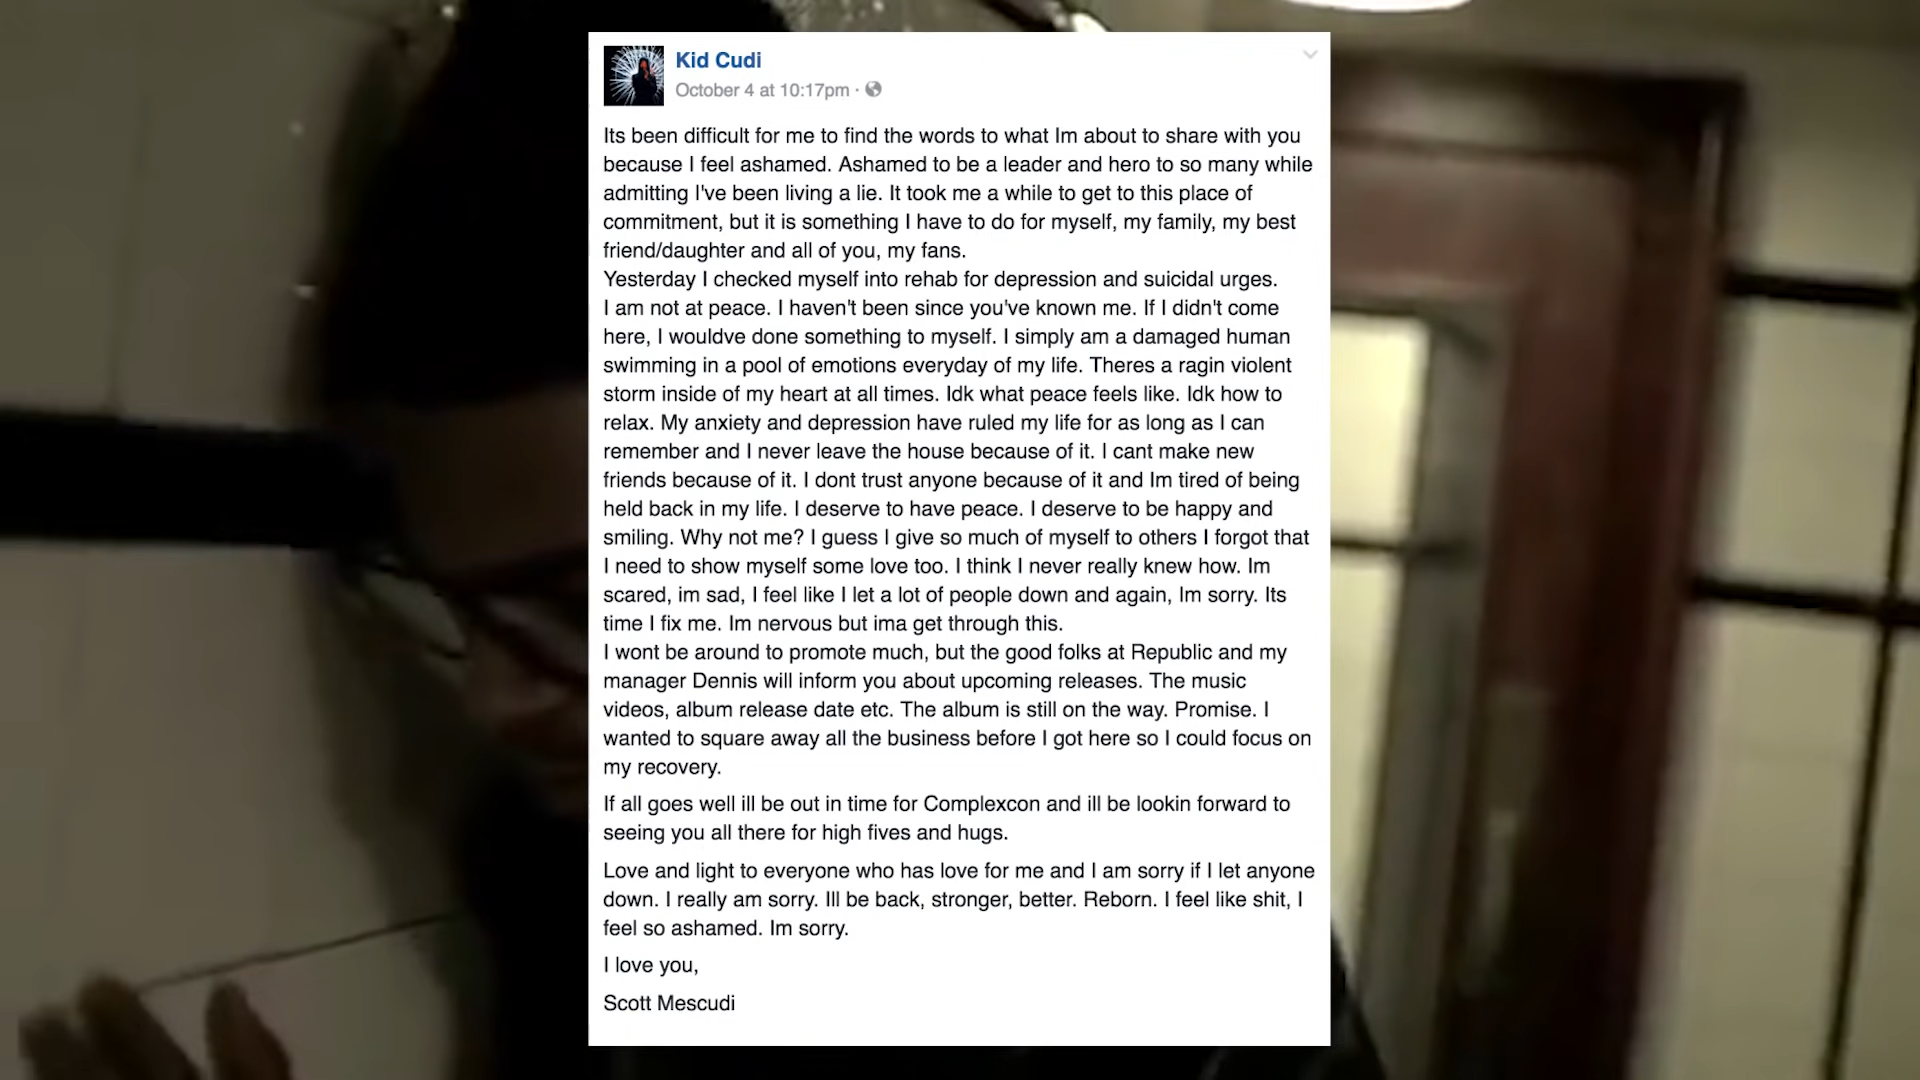 Kid Cudi
October 4 at 10:17pm ·
Its been difficult for me to find the words to what Im about to share with you
because I feel ashamed. Ashamed to be a leader and hero to so many while
admitting I've been living a lie. It took me a while to get to this place of
commitment, but it is something I have to do for myself, my family, my best
friend/daughter and all of you, my fans.
Yesterday I checked myself into rehab for depression and suicidal urges.
I am not at peace. I haven't been since you've known me. If I didn't come
here, I wouldve done something to myself. I simply am a damaged human
swimming in a pool of emotions everyday of my life. Theres a ragin violent
storm inside of my heart at all times. Idk what peace feels like. Idk how to
relax. My anxiety and depression have ruled my life for as long as I can
remember and I never leave the house because of it. I cant make new
friends because of it. I dont trust anyone because of it and Im tired of being
held back in my life. I deserve to have peace. I deserve to be happy and
smiling. Why not me? I guess I give so much of myself to others I forgot that
I need to show myself some love too. I think I never really knew how. Im
scared, im sad, I feel like I let a lot of people down and again, Im sorry. Its
time I fix me. Im nervous but ima get through this.
I wont be around to promote much, but the good folks at Republic and my
manager Dennis will inform you about upcoming releases. The music
videos, album release date etc. The album is still on the way. Promise. I
wanted to square away all the business before I got here so I could focus on
my recovery.
If all goes well ill be out in time for Complexcon and ill be lookin forward to
seeing you all there for high fives and hugs.
Love and light to everyone who has love for me and I am sorry if I let anyone
down. I really am sorry. Ill be back, stronger, better. Reborn. I feel like shit, I
feel so ashamed. Im sorry.
I love you,
Scott Mescudi